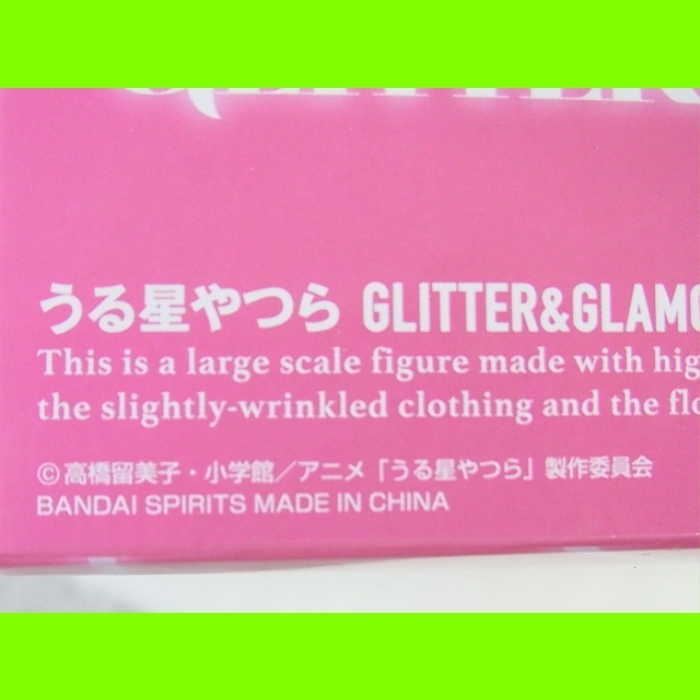 うる星やつら GLITTER&GLAMO
This is a large scale figure made with hig
the slightly-wrinkled clothing and the flo
©高橋留美子・小学館／アニメ「うる星やつら」製作委員会
BANDAI SPIRITS MADE IN CHINA